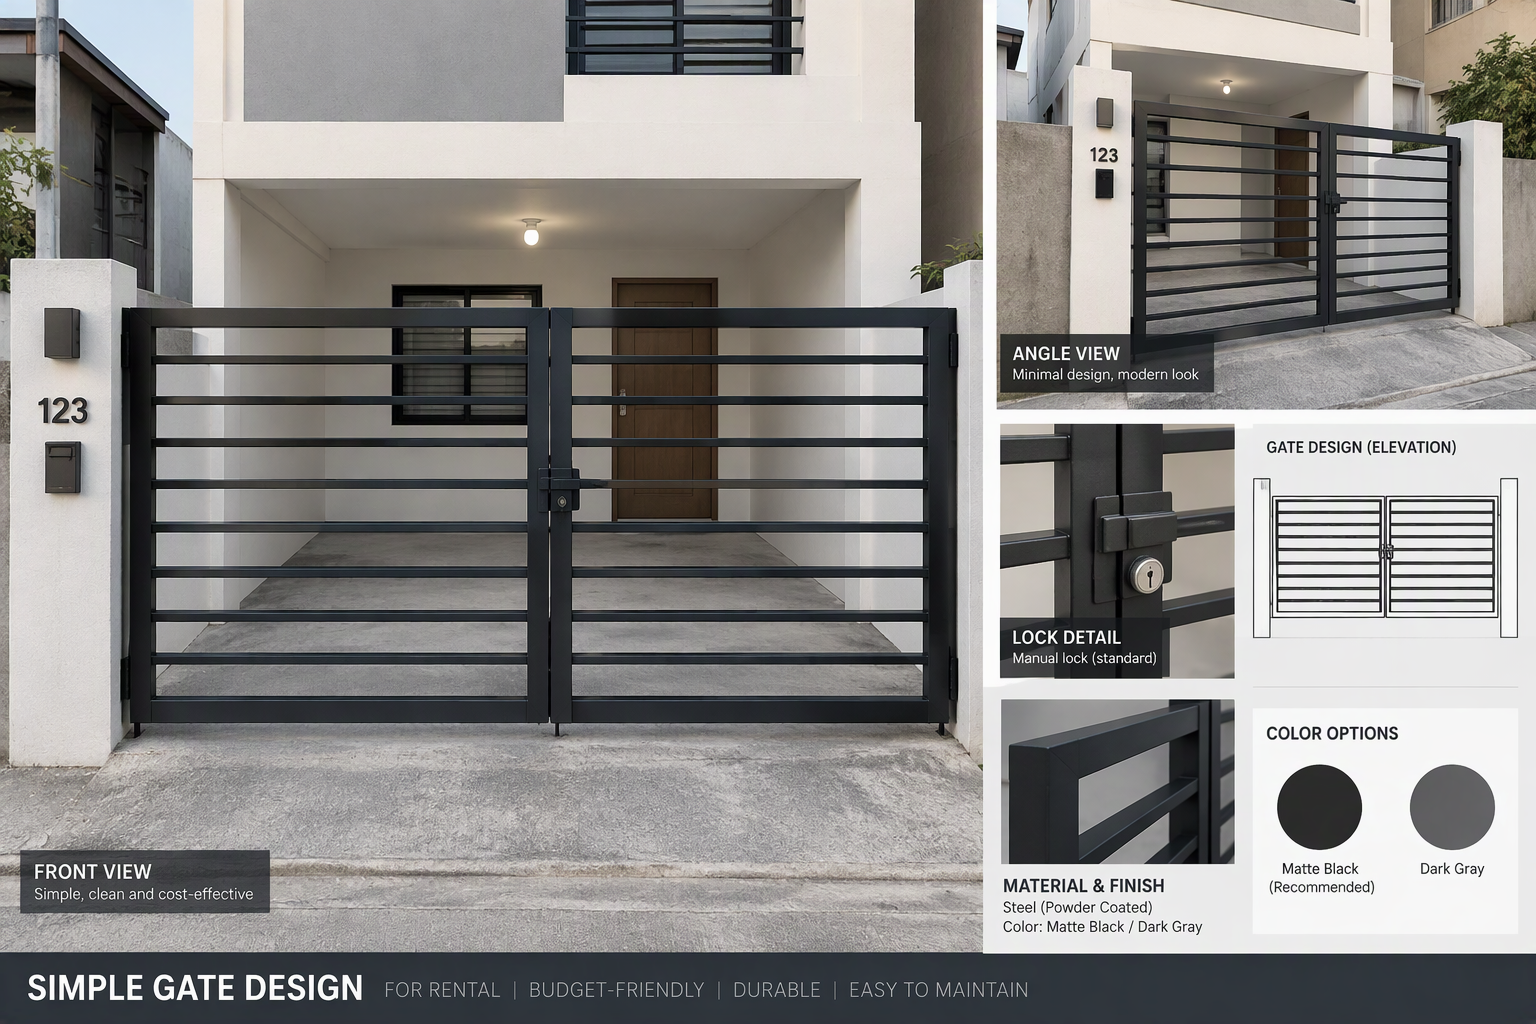 123
FRONT VIEW
Simple, clean and cost-effective
123
ANGLE VIEW
Minimal design, modern look
LOCK DETAIL
Manual lock (standard)
GATE DESIGN (ELEVATION)
MATERIAL & FINISH
Steel (Powder Coated)
Color: Matte Black / Dark Gray
COLOR OPTIONS
Matte Black
(Recommended)
Dark Gray
SIMPLE GATE DESIGN FOR RENTAL | BUDGET-FRIENDLY | DURABLE | EASY TO MAINTAIN